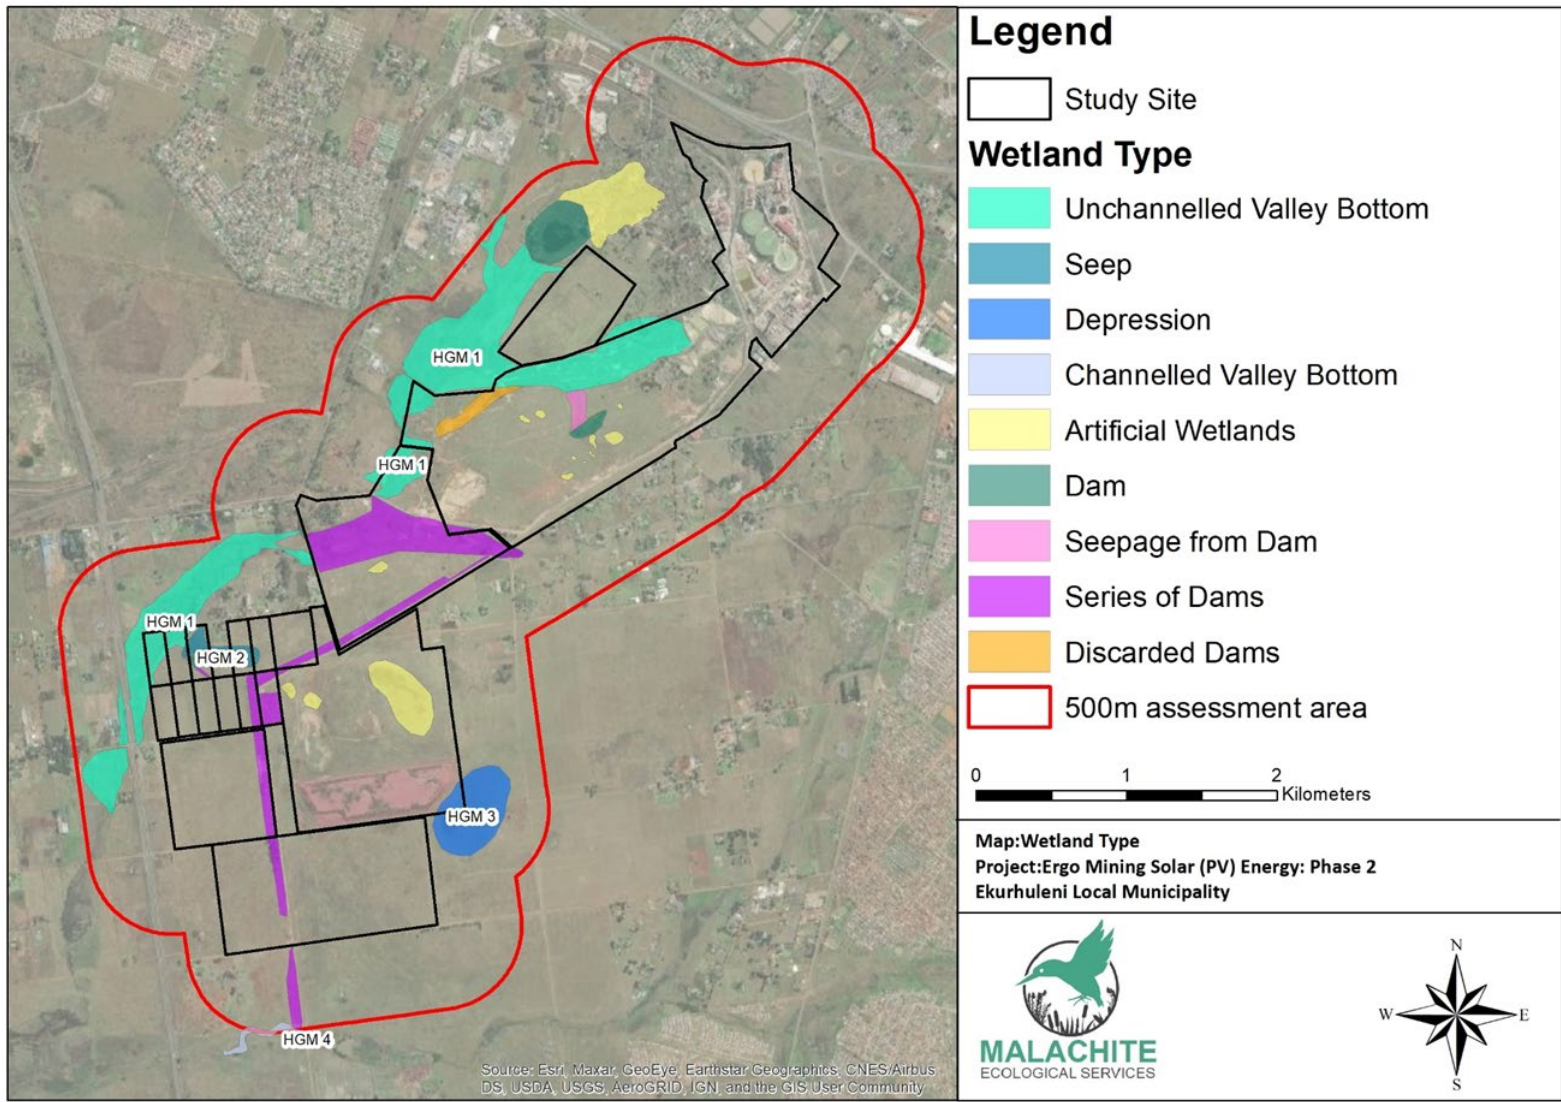 HGM 1
HGM 1
HGM 1
HGM 2
HGM 3
HGM 4
Source: Esri, Maxar, GeoEye, Earthstar Geographics, CNES/Airbus
DS, USDA, USGS, AeroGRID, IGN, and the GIS User Community
Legend
Study Site
Wetland Type
Unchannelled Valley Bottom
Seep
Depression
Channelled Valley Bottom
Artificial Wetlands
Dam
Seepage from Dam
Series of Dams
Discarded Dams
500m assessment area
0 1 2
Kilometers
Map:Wetland Type
Project:Ergo Mining Solar (PV) Energy: Phase 2
Ekurhuleni Local Municipality
MALACHITE
ECOLOGICAL SERVICES
N
W E
S